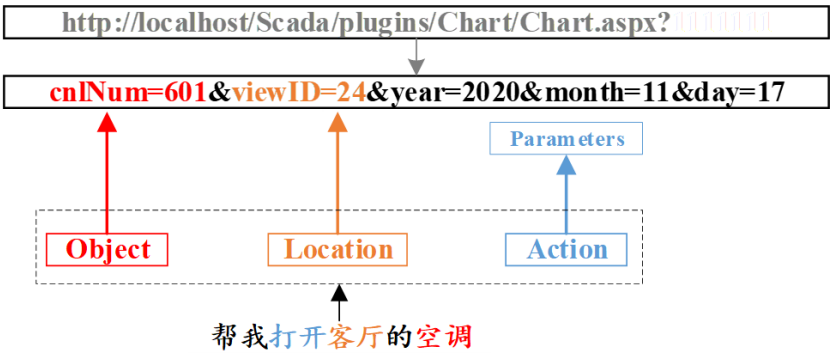 http://localhost/Scada/plugins/Chart/Chart.aspx?
cnlNum=601&viewID=24&year=2020&month=11&day=17
Parameters
Object Location Action
帮我打开客厅的空调